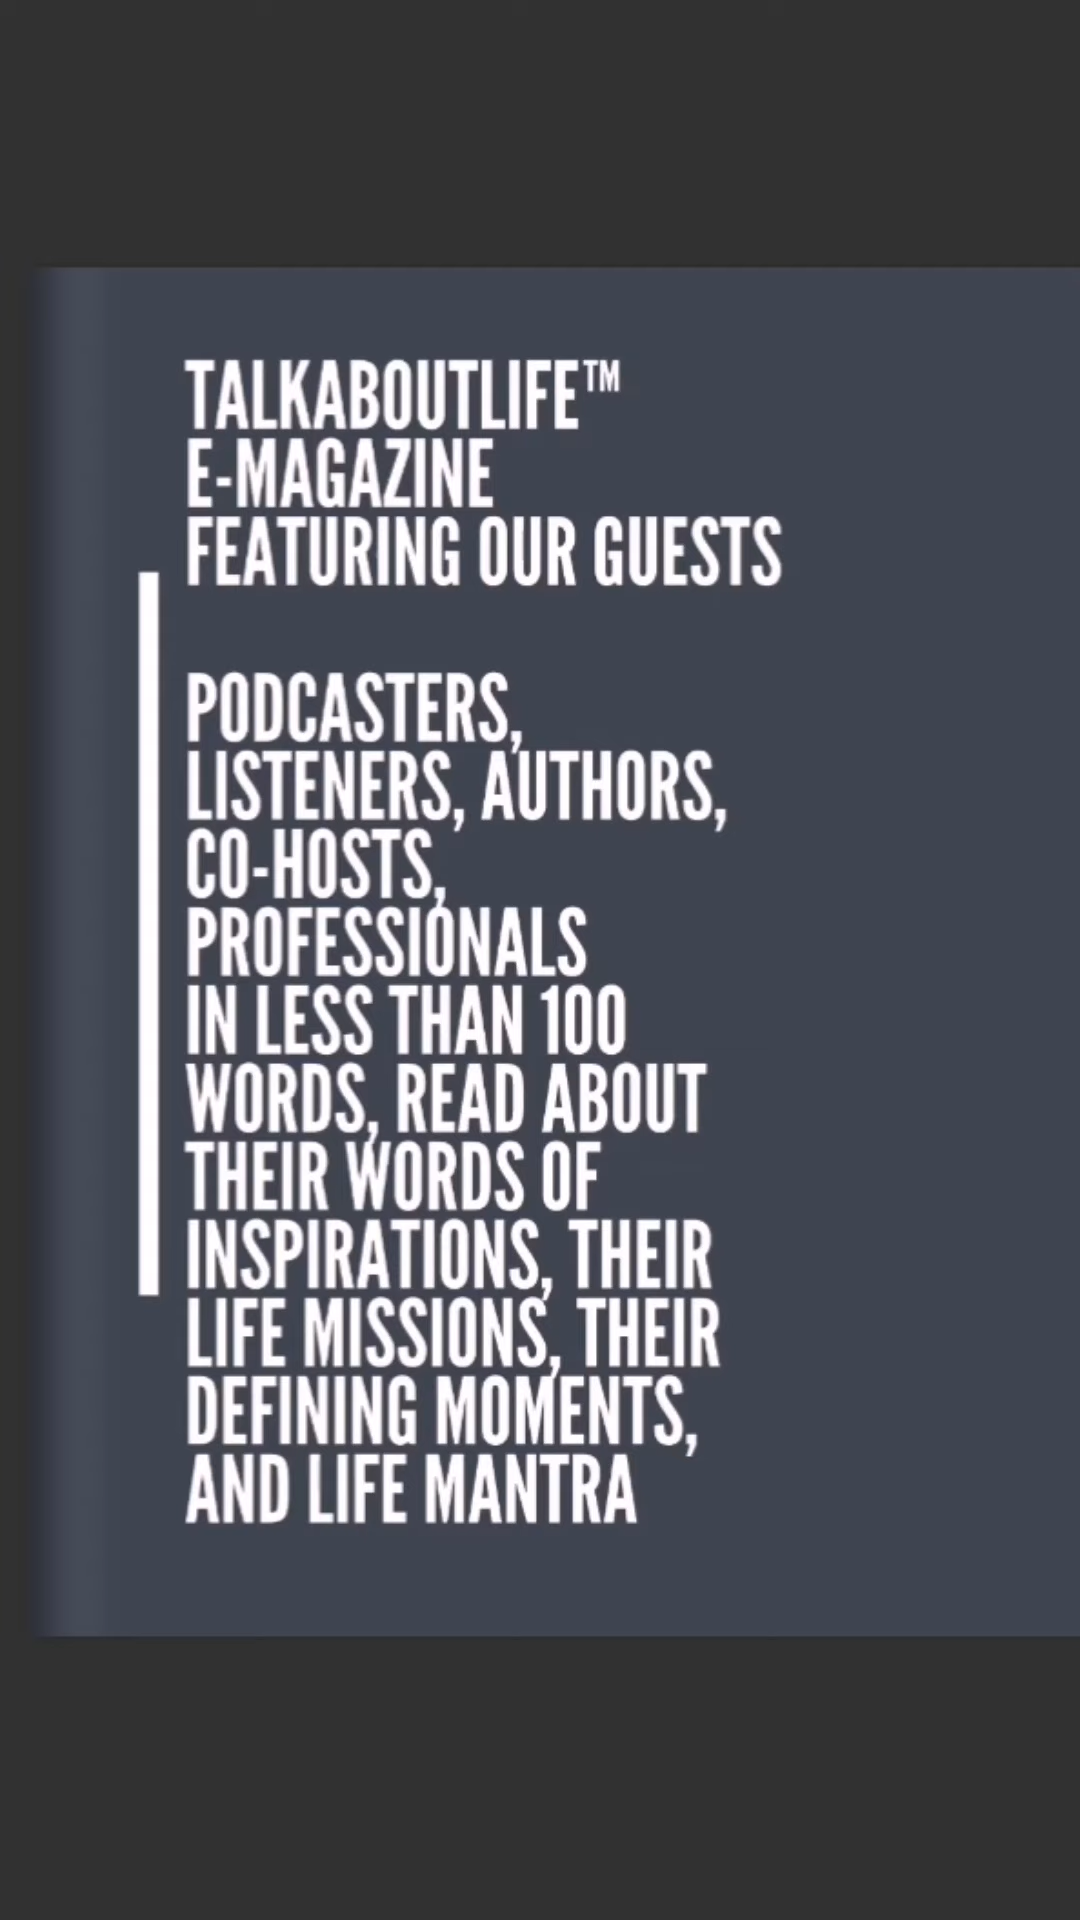 TALKABOUTLIFE™
E-MAGAZINE
FEATURING OUR GUESTS
PODCASTERS,
LISTENERS, AUTHORS,
CO-HOSTS,
PROFESSIONALS
IN LESS THAN 100
WORDS, READ ABOUT
THEIR WORDS OF
INSPIRATIONS, THEIR
LIFE MISSIONS, THEIR
DEFINING MOMENTS,
AND LIFE MANTRA